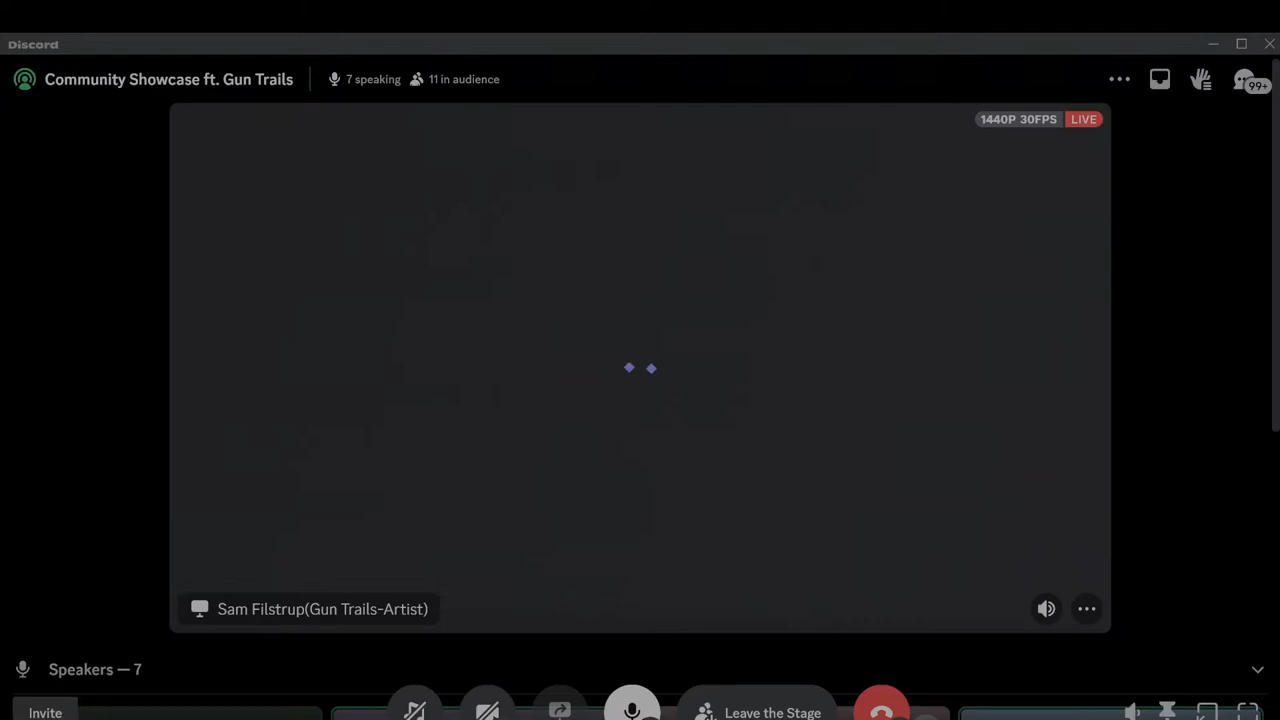 Discord
Community Showcase ft. Gun Trails
7 speaking
11 in audience
99+
1440P 30FPS
LIVE
Sam Filstrup(Gun Trails-Artist)
Speakers — 7
Invite
Leave the Stage